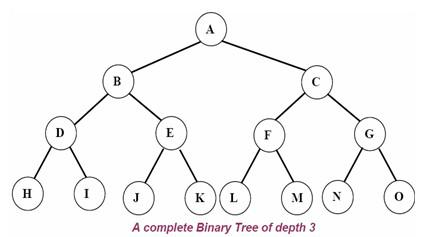 A
B C
D E F G
H I J K L M N O
A complete Binary Tree of depth 3